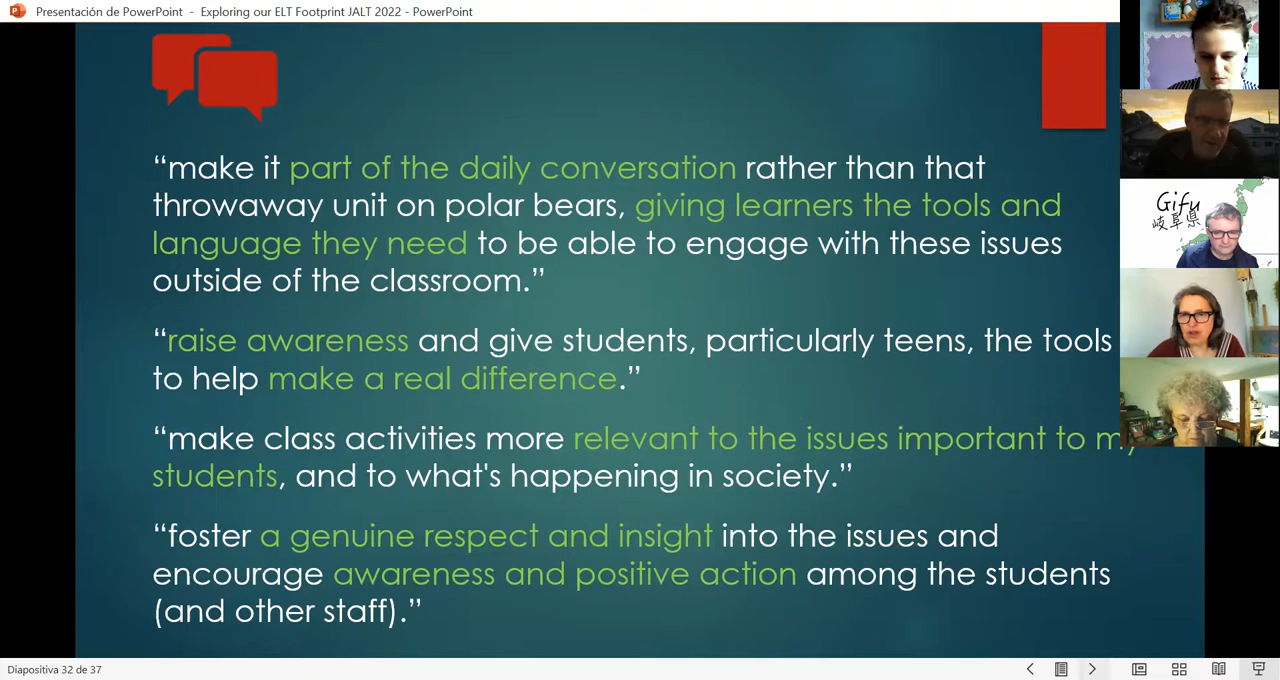 Presentación de PowerPoint - Exploring our ELT Footprint JALT 2022 - PowerPoint
“make it part of the daily conversation rather than that
throwaway unit on polar bears, giving learners the tools and
language they need to be able to engage with these issues
outside of the classroom.”
“raise awareness and give students, particularly teens, the tools
to help make a real difference.”
“make class activities more relevant to the issues important to my
students, and to what's happening in society.”
“foster a genuine respect and insight into the issues and
encourage awareness and positive action among the students
(and other staff).”
Gifu
岐阜県
Diapositiva 32 de 37